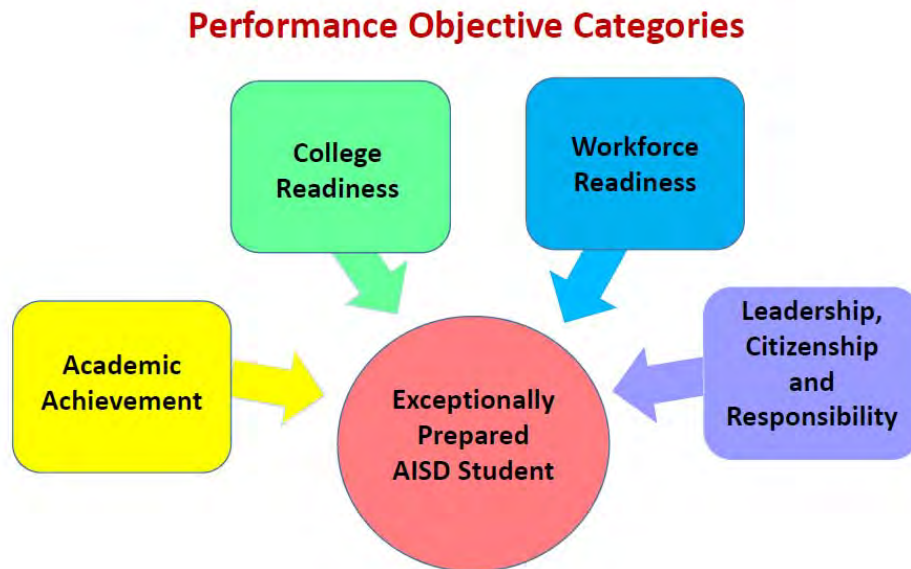 Performance Objective Categories
College
Readiness
Workforce
Readiness
Academic
Achievement
Leadership,
Citizenship
and
Responsibility
Exceptionally
Prepared
AISD Student